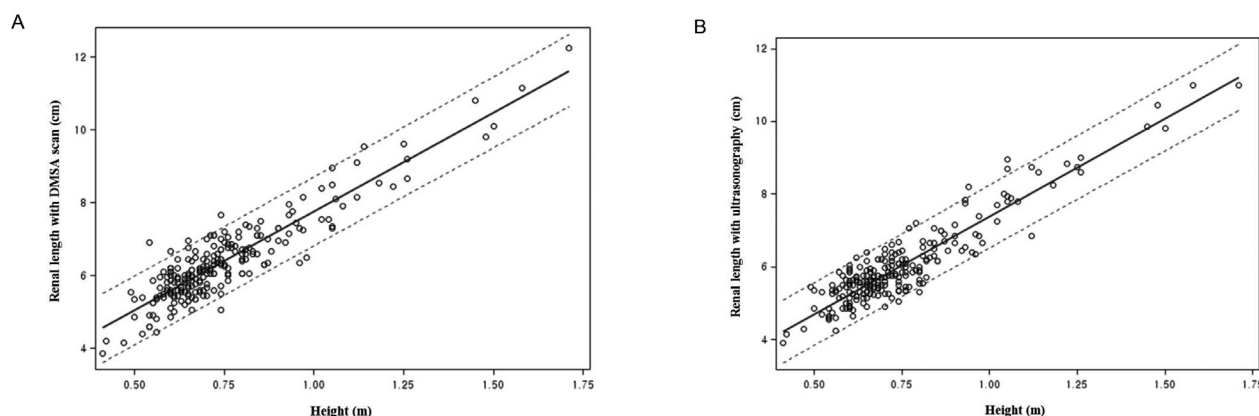 A
Renal length with DMSA scan (cm)
12
10
8
6
4
0.50 0.75 1.00 1.25 1.50 1.75
Height (m)
B
Renal length with ultrasonography (cm)
12
10
8
6
4
0.50 0.75 1.00 1.25 1.50 1.75
Height (m)